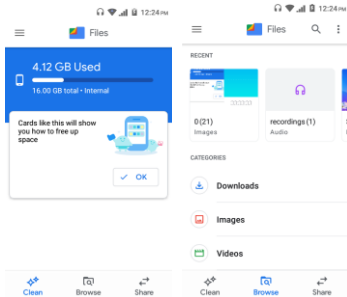 12:24 PM
Files
4.12 GB Used
16.00 GB total • Internal
Cards like this will show
you how to free up
space
OK
Clean
Browse
Share
12:24 PM
Files
RECENT
0 (21)
Images
recordings (1)
Audio
CATEGORIES
Downloads
Images
Videos
Clean
Browse
Share